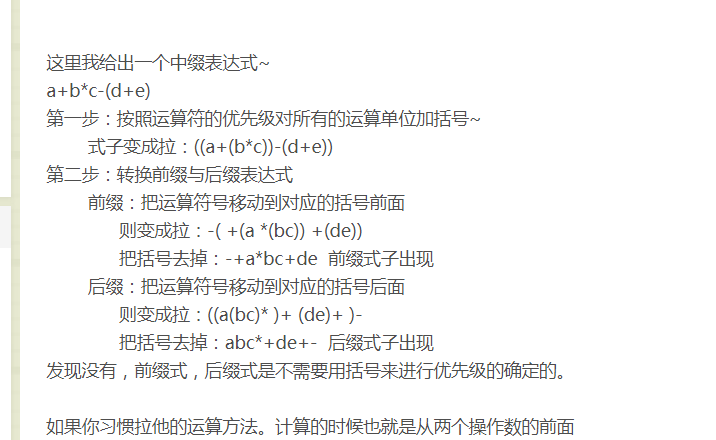 这里我给出一个中缀表达式~
a+b*c-(d+e)
第一步：按照运算符的优先级对所有的运算单位加括号~
式子变成拉：((a+(b*c))-(d+e))
第二步：转换前缀与后缀表达式
前缀：把运算符号移动到对应的括号前面
则变成拉：-( +(a *(bc)) +(de))
把括号去掉：-+a*bc+de 前缀式子出现
后缀：把运算符号移动到对应的括号后面
则变成拉：((a(bc)* )+ (de)+ )-
把括号去掉：abc*+de+- 后缀式子出现
发现没有，前缀式，后缀式是不需要用括号来进行优先级的确定的。
如果你习惯拉他的运算方法。计算的时候也就是从两个操作数的前面